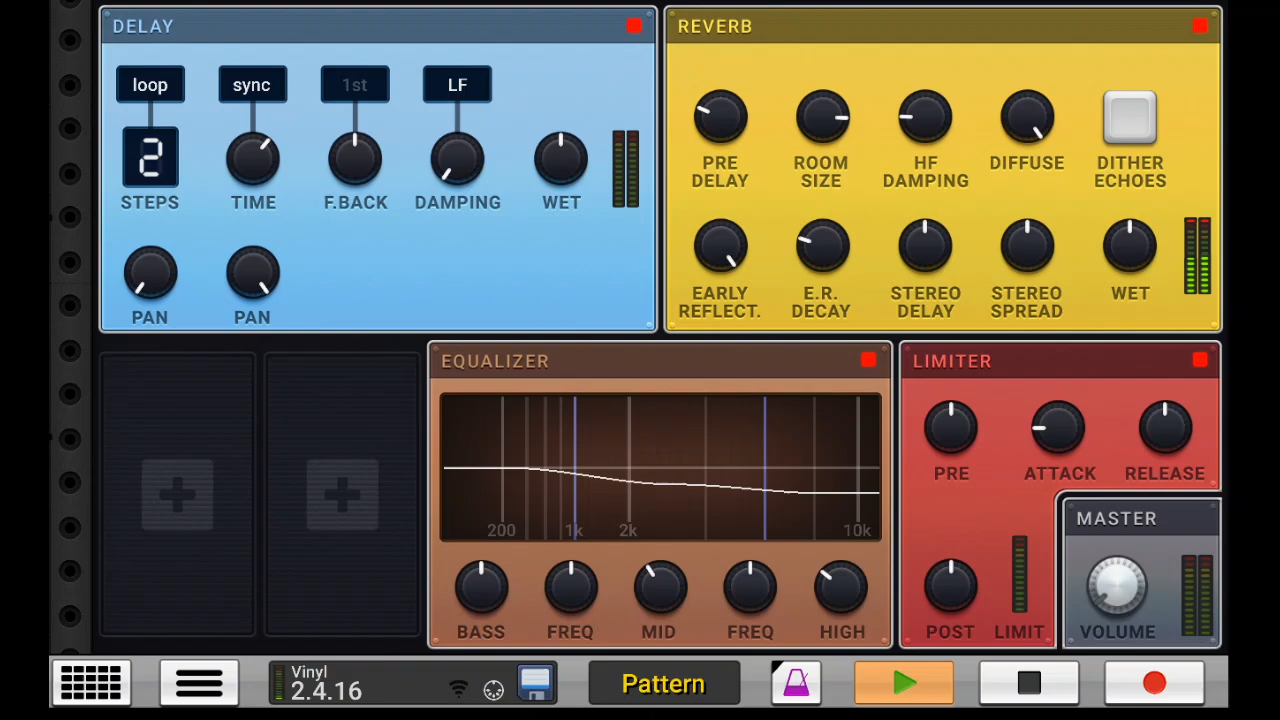 DELAY
loop
sync
1st
LF
2
STEPS
TIME
F.BACK
DAMPING
WET
PAN
PAN
REVERB
PRE
DELAY
ROOM
SIZE
HF
DAMPING
DIFFUSE
DITHER
ECHOES
EARLY
REFLECT.
E.R.
DECAY
STEREO
DELAY
STEREO
SPREAD
WET
EQUALIZER
200
1k
2k
10k
BASS
FREQ
MID
FREQ
HIGH
LIMITER
PRE
ATTACK
RELEASE
POST
LIMIT
MASTER
VOLUME
Vinyl
2.4.16
Pattern